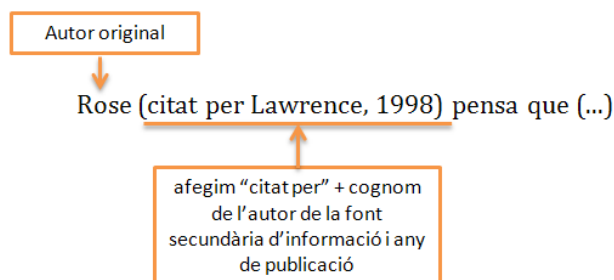 Autor original
Rose (citat per Lawrence, 1998) pensa que (...)
afegim “citat per” + cognom
de l’autor de la font
secundària d’informació i any
de publicació